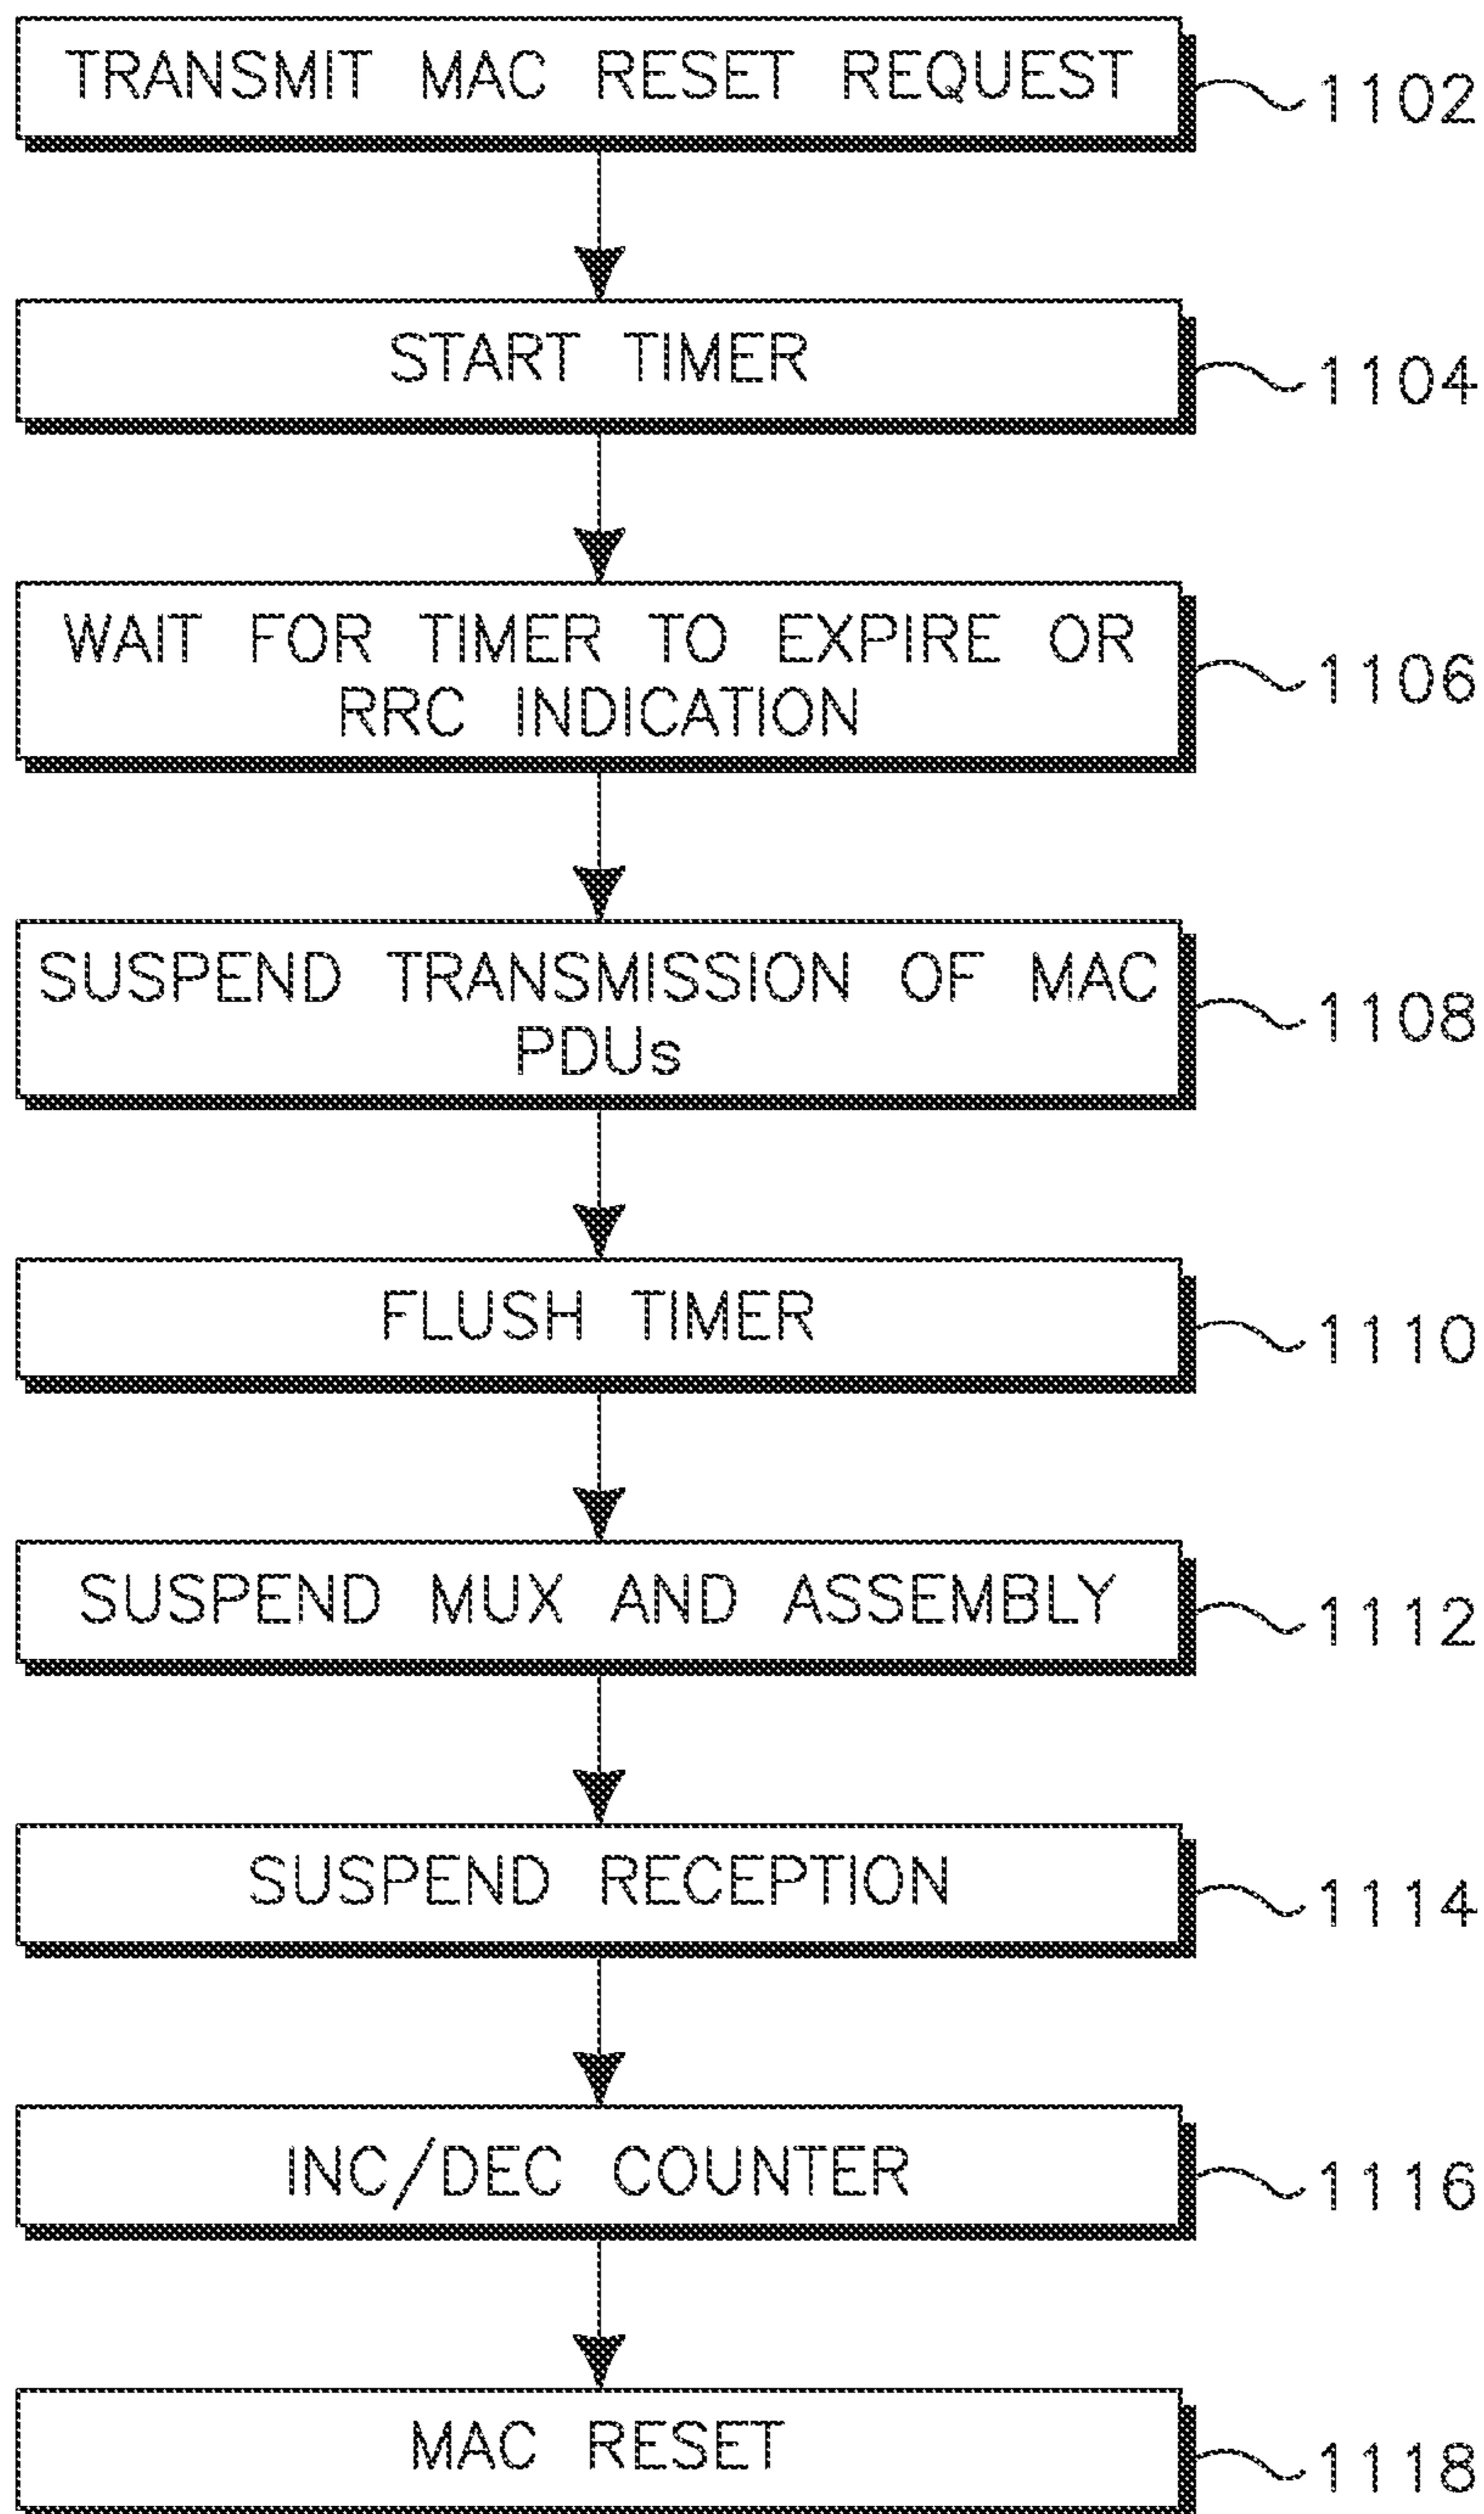 TRANSMIT MAC RESET REQUEST
1102
START TIMER
1104
WAIT FOR TIMER TO EXPIRE OR
RRC INDICATION
1106
SUSPEND TRANSMISSION OF MAC
PDUs
1108
FLUSH TIMER
1110
SUSPEND MUX AND ASSEMBLY
1112
SUSPEND RECEPTION
1114
INC/DEC COUNTER
1116
MAC RESET
1118